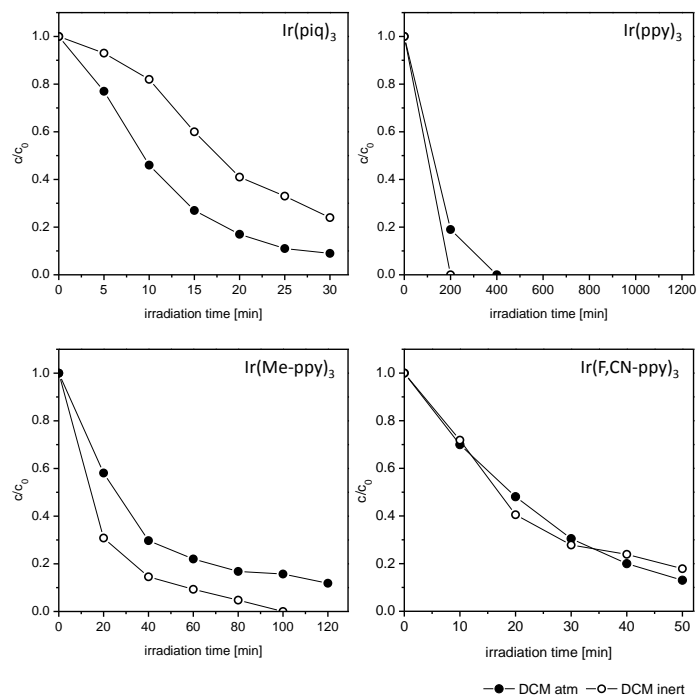 Ir(piq)3
1.0
0.8
0.6
0.4
0.2
0.0
c/c0
0 5 10 15 20 25 30
irradiation time [min]
Ir(ppy)3
1.0
0.8
0.6
0.4
0.2
0.0
c/c0
0 200 400 600 800 1000 1200
irradiation time [min]
Ir(Me-ppy)3
1.0
0.8
0.6
0.4
0.2
0.0
c/c0
0 20 40 60 80 100 120
irradiation time [min]
Ir(F,CN-ppy)3
1.0
0.8
0.6
0.4
0.2
0.0
c/c0
0 10 20 30 40 50
irradiation time [min]
DCM atm DCM inert